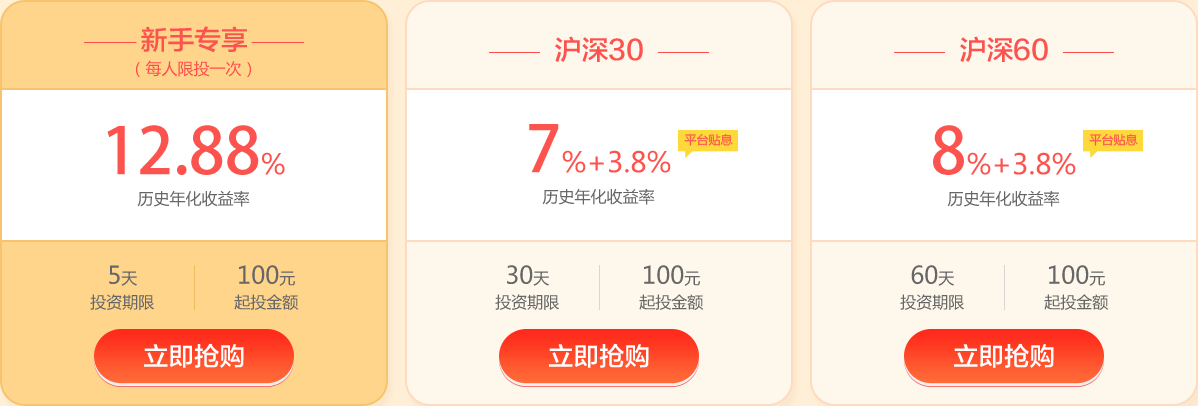 新手专享
（每人限投一次）
12.88%
历史年化收益率
5天
投资期限
100元
起投金额
立即抢购
沪深30
7%+3.8%
平台贴息
历史年化收益率
30天
投资期限
100元
起投金额
立即抢购
沪深60
8%+3.8%
平台贴息
历史年化收益率
60天
投资期限
100元
起投金额
立即抢购